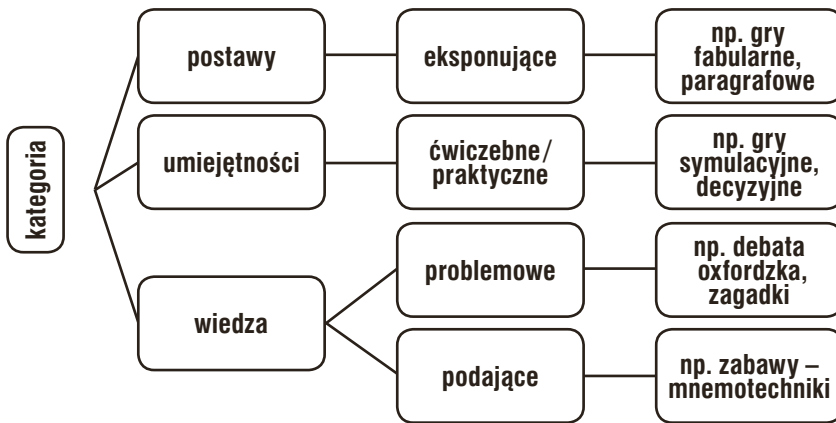 kategoria
postawy
eksponujące
np. gry
fabularne,
paragrafowe
umiejętności
ćwiczebne/
praktyczne
np. gry
symulacyjne,
decyzyjne
wiedza
problemowe
np. debata
oxfordzka,
zagadki
podające
np. zabawy –
mnemotechniki